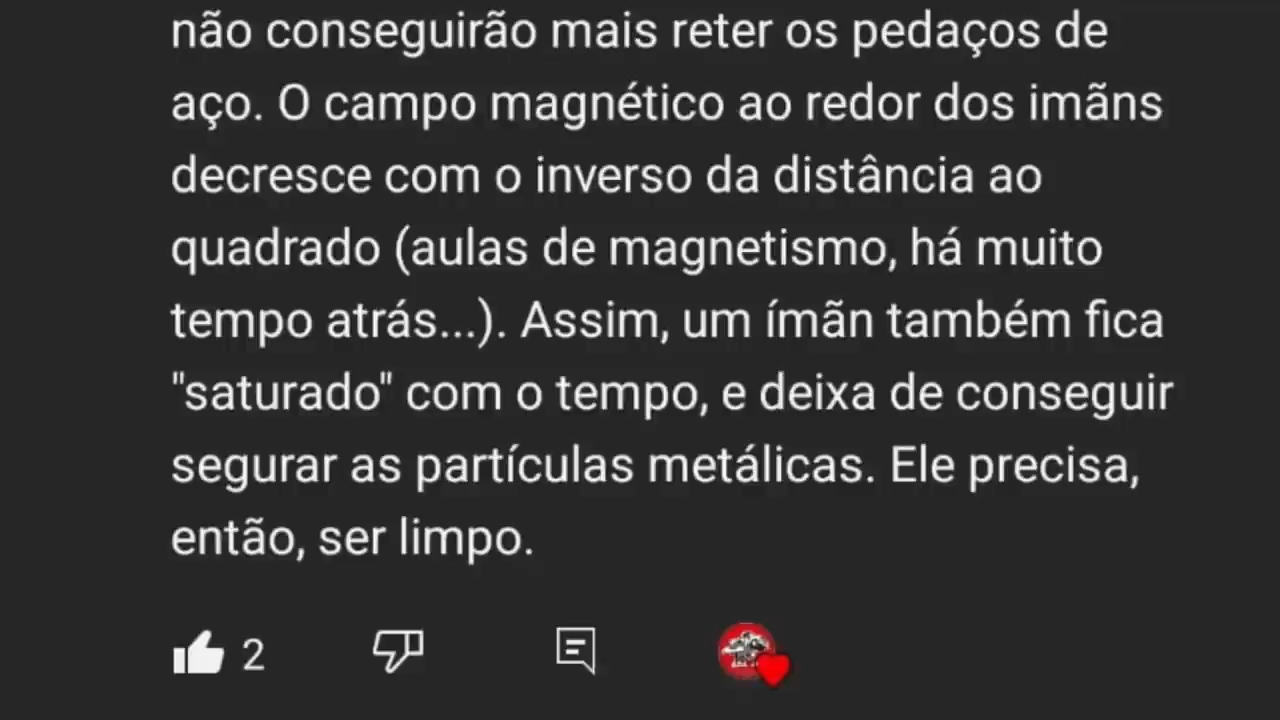 não conseguirão mais reter os pedaços de
aço. O campo magnético ao redor dos imãns
decresce com o inverso da distância ao
quadrado (aulas de magnetismo, há muito
tempo atrás...). Assim, um ímãn também fica
"saturado" com o tempo, e deixa de conseguir
segurar as partículas metálicas. Ele precisa,
então, ser limpo.
2